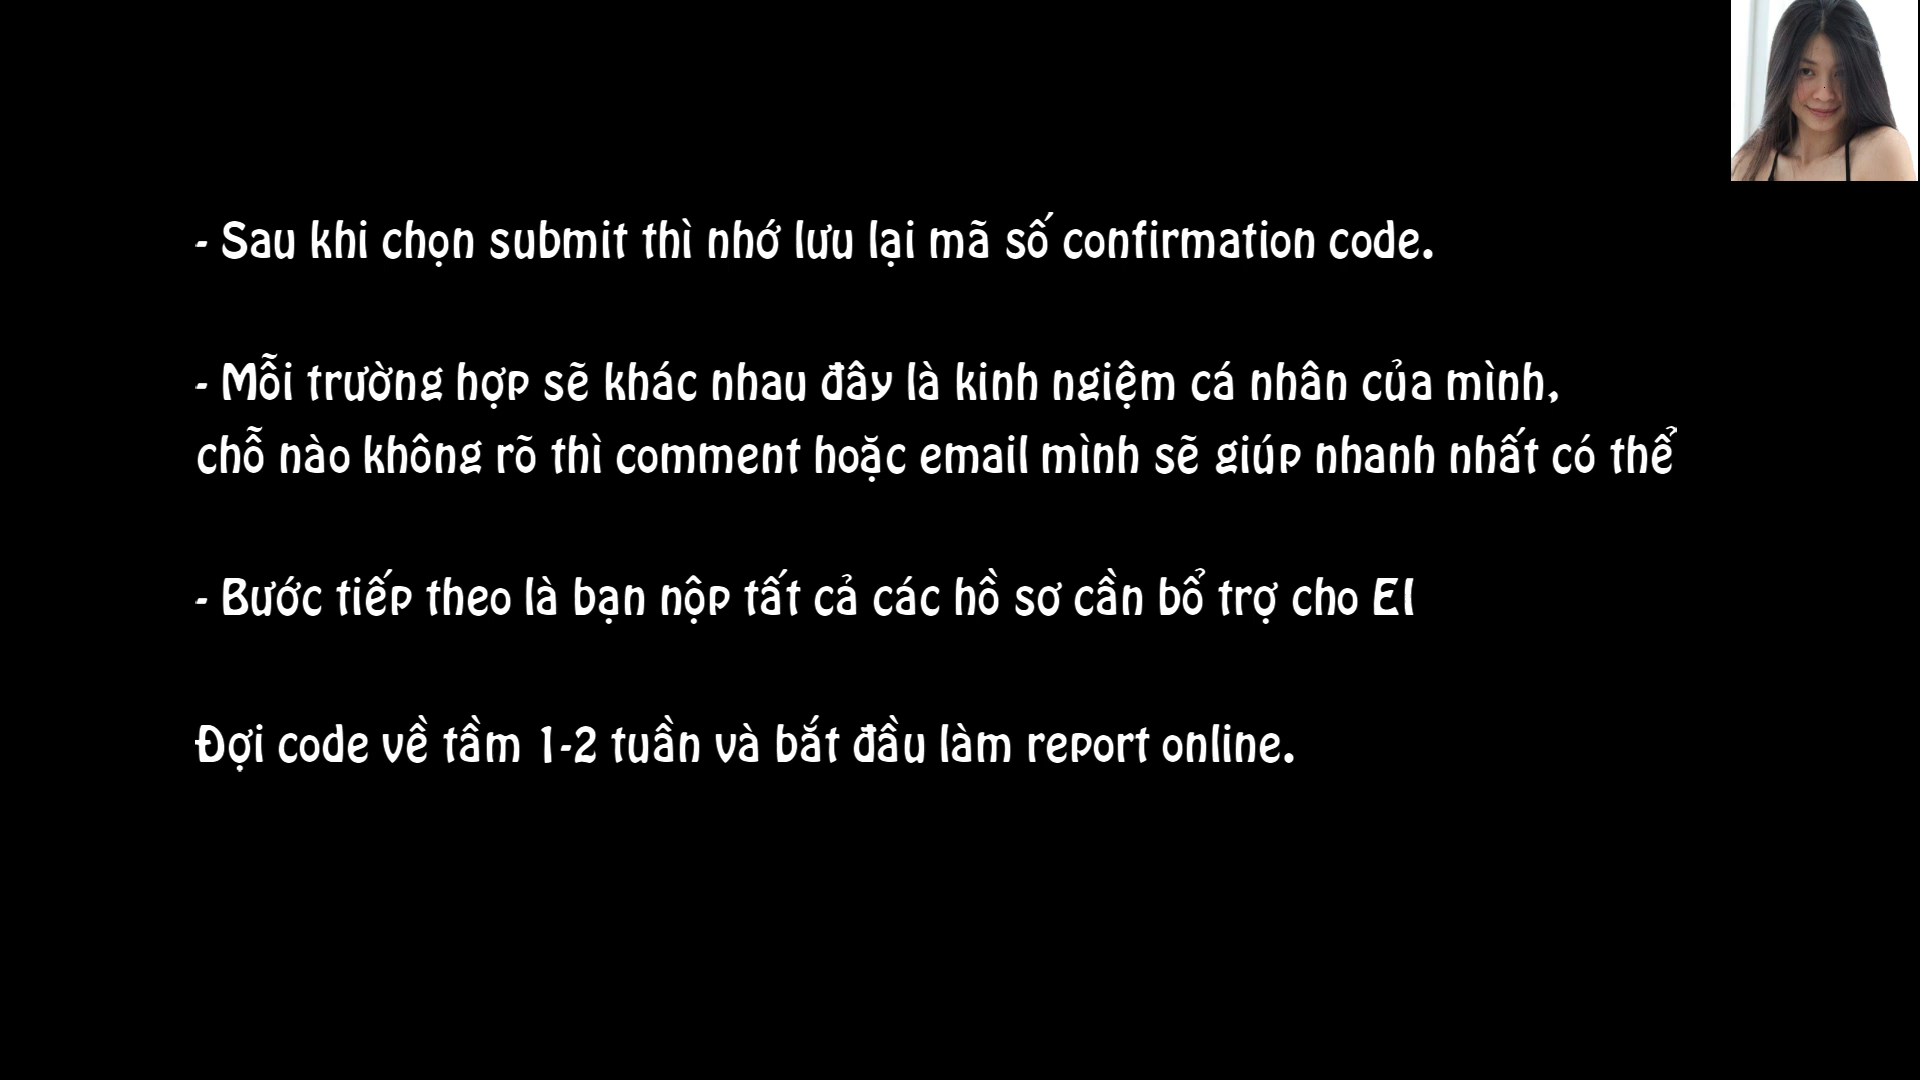 - Sau khi chọn submit thì nhớ lưu lại mã số confirmation code.
- Mỗi trường hợp sẽ khác nhau đây là kinh ngiệm cá nhân của mình,
chỗ nào không rõ thì comment hoặc email mình sẽ giúp nhanh nhất có thể
- Bước tiếp theo là bạn nộp tất cả các hồ sơ cần bổ trợ cho EI
Đợi code về tầm 1-2 tuần và bắt đầu làm report online.